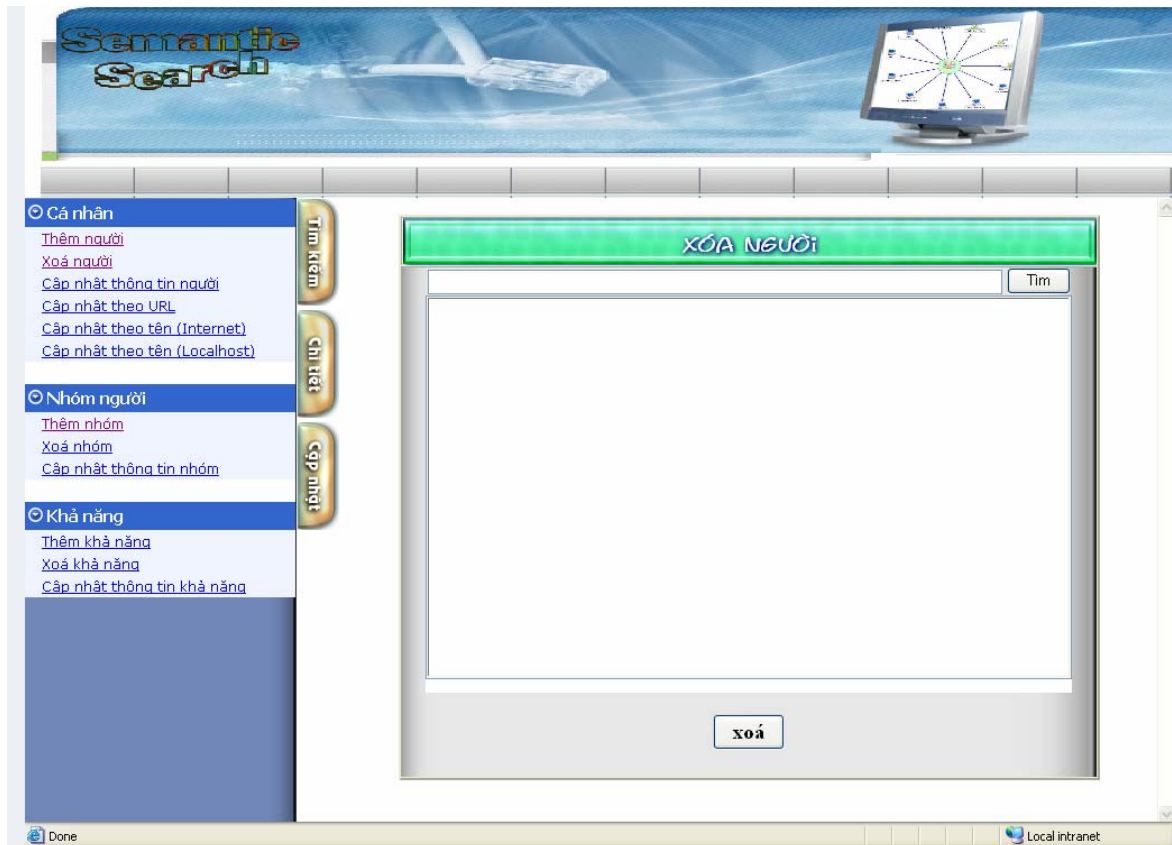 Semantic
Search
Cá nhân
Thêm người
Xoá người
Cập nhật thông tin người
Cập nhật theo URL
Cập nhật theo tên (Internet)
Cập nhật theo tên (Localhost)
Nhóm người
Thêm nhóm
Xoá nhóm
Cập nhật thông tin nhóm
Khả năng
Thêm khả năng
Xoá khả năng
Cập nhật thông tin khả năng
Tìm kiếm
Chi tiết
Cập nhật
XÓA NGƯỜI
Tìm
xoá
Done
Local intranet